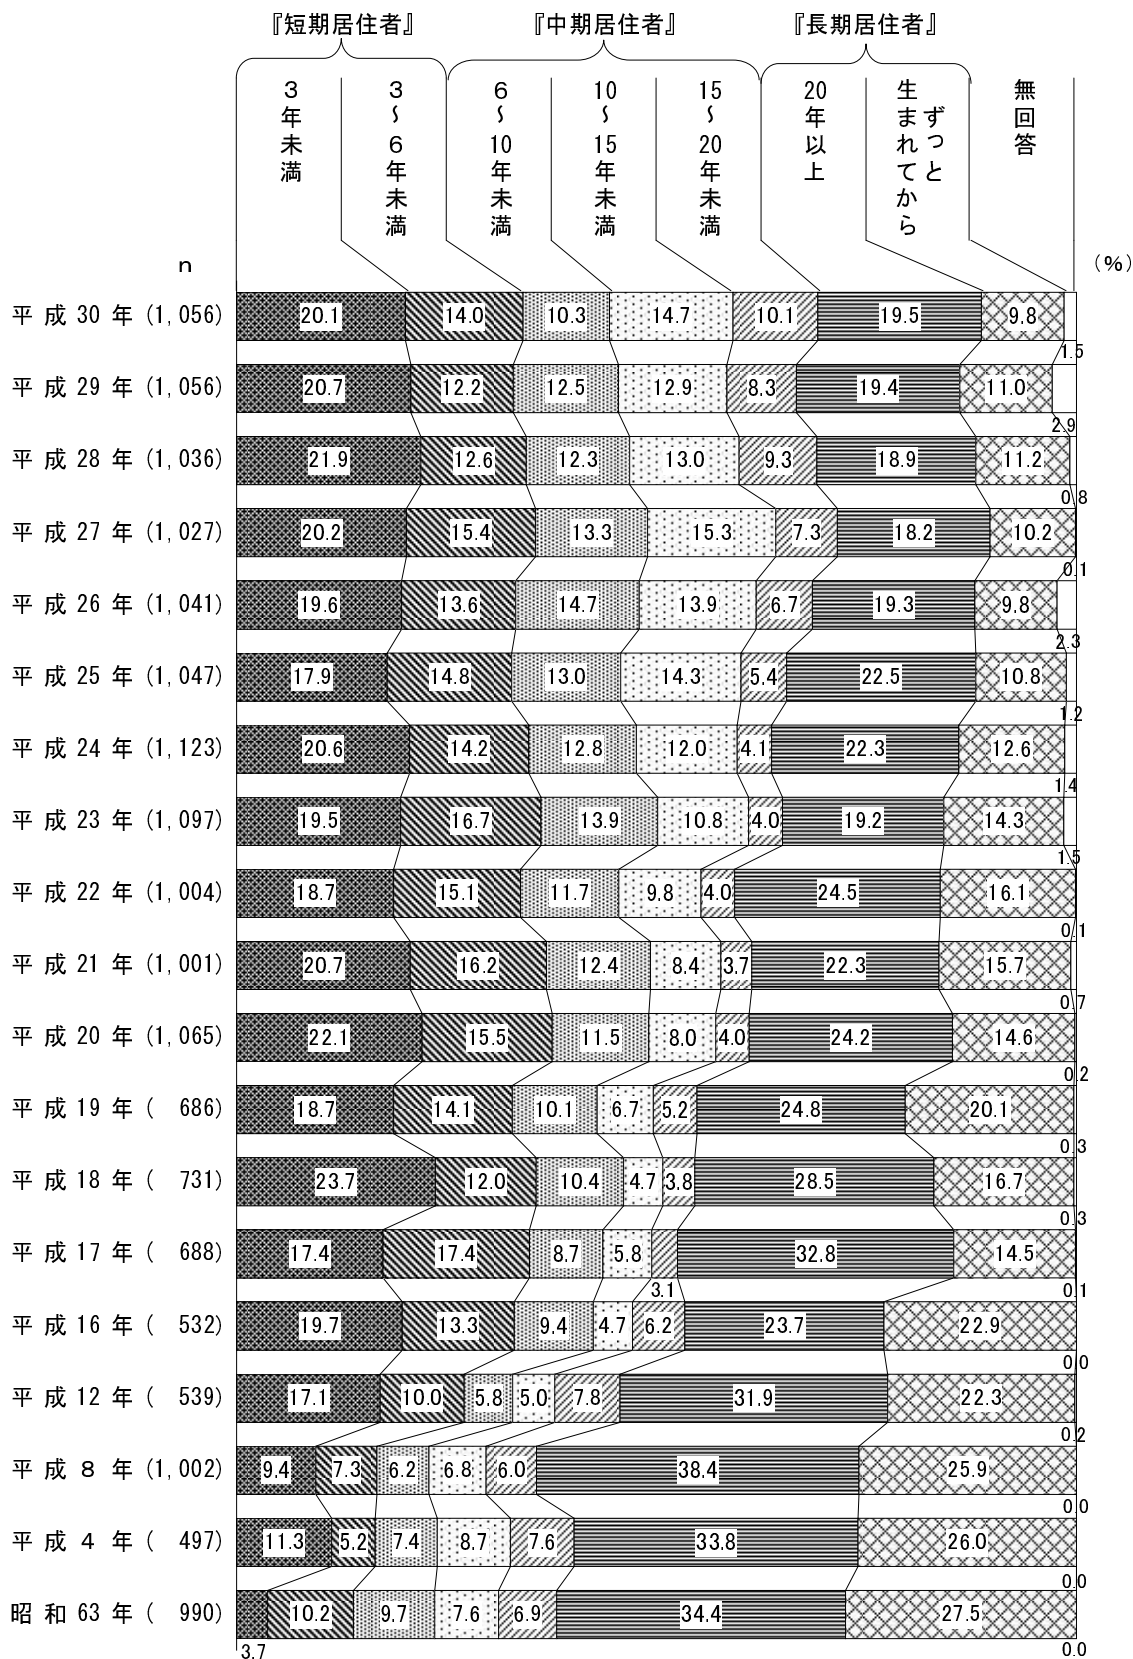 『短期居住者』 『中期居住者』 『長期居住者』
3年未満
3～6年未満
6～10年未満
10～15年未満
15～20年未満
20年以上
生まれてから
ずっと
無回答
n (%)
平成30年(1,056) 20.1 14.0 10.3 14.7 10.1 19.5 9.8
1.5
平成29年(1,056) 20.7 12.2 12.5 12.9 8.3 19.4 11.0
2.9
平成28年(1,036) 21.9 12.6 12.3 13.0 9.3 18.9 11.2
0.8
平成27年(1,027) 20.2 15.4 13.3 15.3 7.3 18.2 10.2
0.1
平成26年(1,041) 19.6 13.6 14.7 13.9 6.7 19.3 9.8
2.3
平成25年(1,047) 17.9 14.8 13.0 14.3 5.4 22.5 10.8
1.2
平成24年(1,123) 20.6 14.2 12.8 12.0 4.1 22.3 12.6
1.4
平成23年(1,097) 19.5 16.7 13.9 10.8 4.0 19.2 14.3
1.5
平成22年(1,004) 18.7 15.1 11.7 9.8 4.0 24.5 16.1
0.1
平成21年(1,001) 20.7 16.2 12.4 8.4 3.7 22.3 15.7
0.7
平成20年(1,065) 22.1 15.5 11.5 8.0 4.0 24.2 14.6
0.2
平成19年( 686) 18.7 14.1 10.1 6.7 5.2 24.8 20.1
0.3
平成18年( 731) 23.7 12.0 10.4 4.7 3.8 28.5 16.7
0.3
平成17年( 688) 17.4 17.4 8.7 5.8 32.8 14.5
3.1 0.1
平成16年( 532) 19.7 13.3 9.4 4.7 6.2 23.7 22.9
0.0
平成12年( 539) 17.1 10.0 5.8 5.0 7.8 31.9 22.3
0.2
平成8年(1,002) 9.4 7.3 6.2 6.8 6.0 38.4 25.9
0.0
平成4年( 497) 11.3 5.2 7.4 8.7 7.6 33.8 26.0
0.0
昭和63年( 990) 10.2 9.7 7.6 6.9 34.4 27.5
3.7 0.0